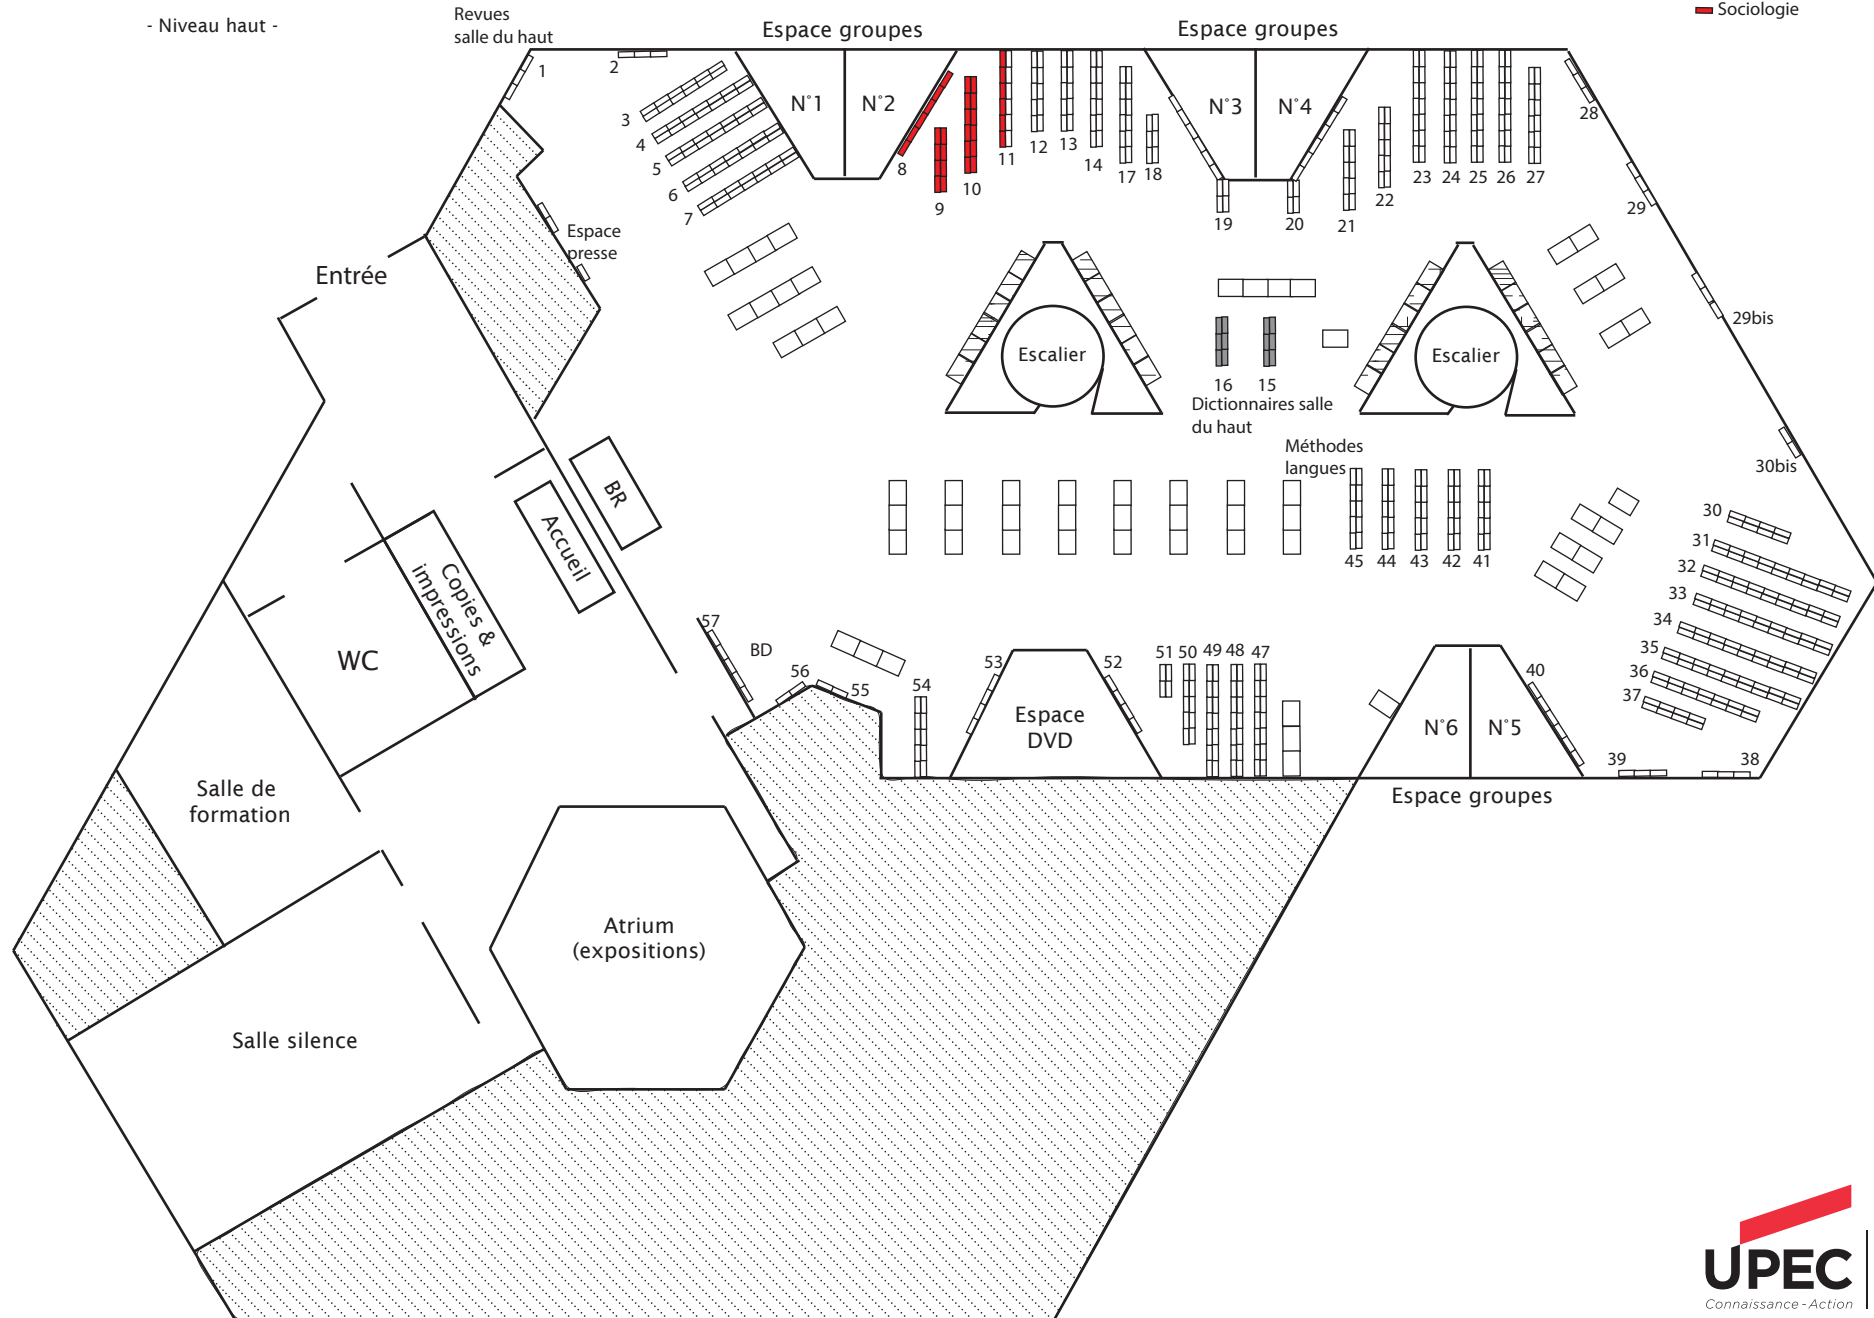 - Niveau haut -
Revues
salle du haut
Espace groupes
Espace groupes
Sociologie
1
2
3
4
5
6
7
N°1
N°2
8
9
10
11
12
13
14
17
18
N°3
N°4
19
20
21
22
23
24
25
26
27
28
29
29bis
30bis
Espace
presse
Entrée
Escalier
Escalier
16
15
Dictionnaires salle
du haut
Méthodes
langues
45
44
43
42
41
BR
Accueil
Copies &
impressions
WC
30
31
32
33
34
35
36
37
38
39
40
57
BD
56
55
54
53
52
51
50
49
48
47
Espace
DVD
N°6
N°5
Espace groupes
Salle de
formation
Atrium
(expositions)
Salle silence
UPEC
Connaissance - Action